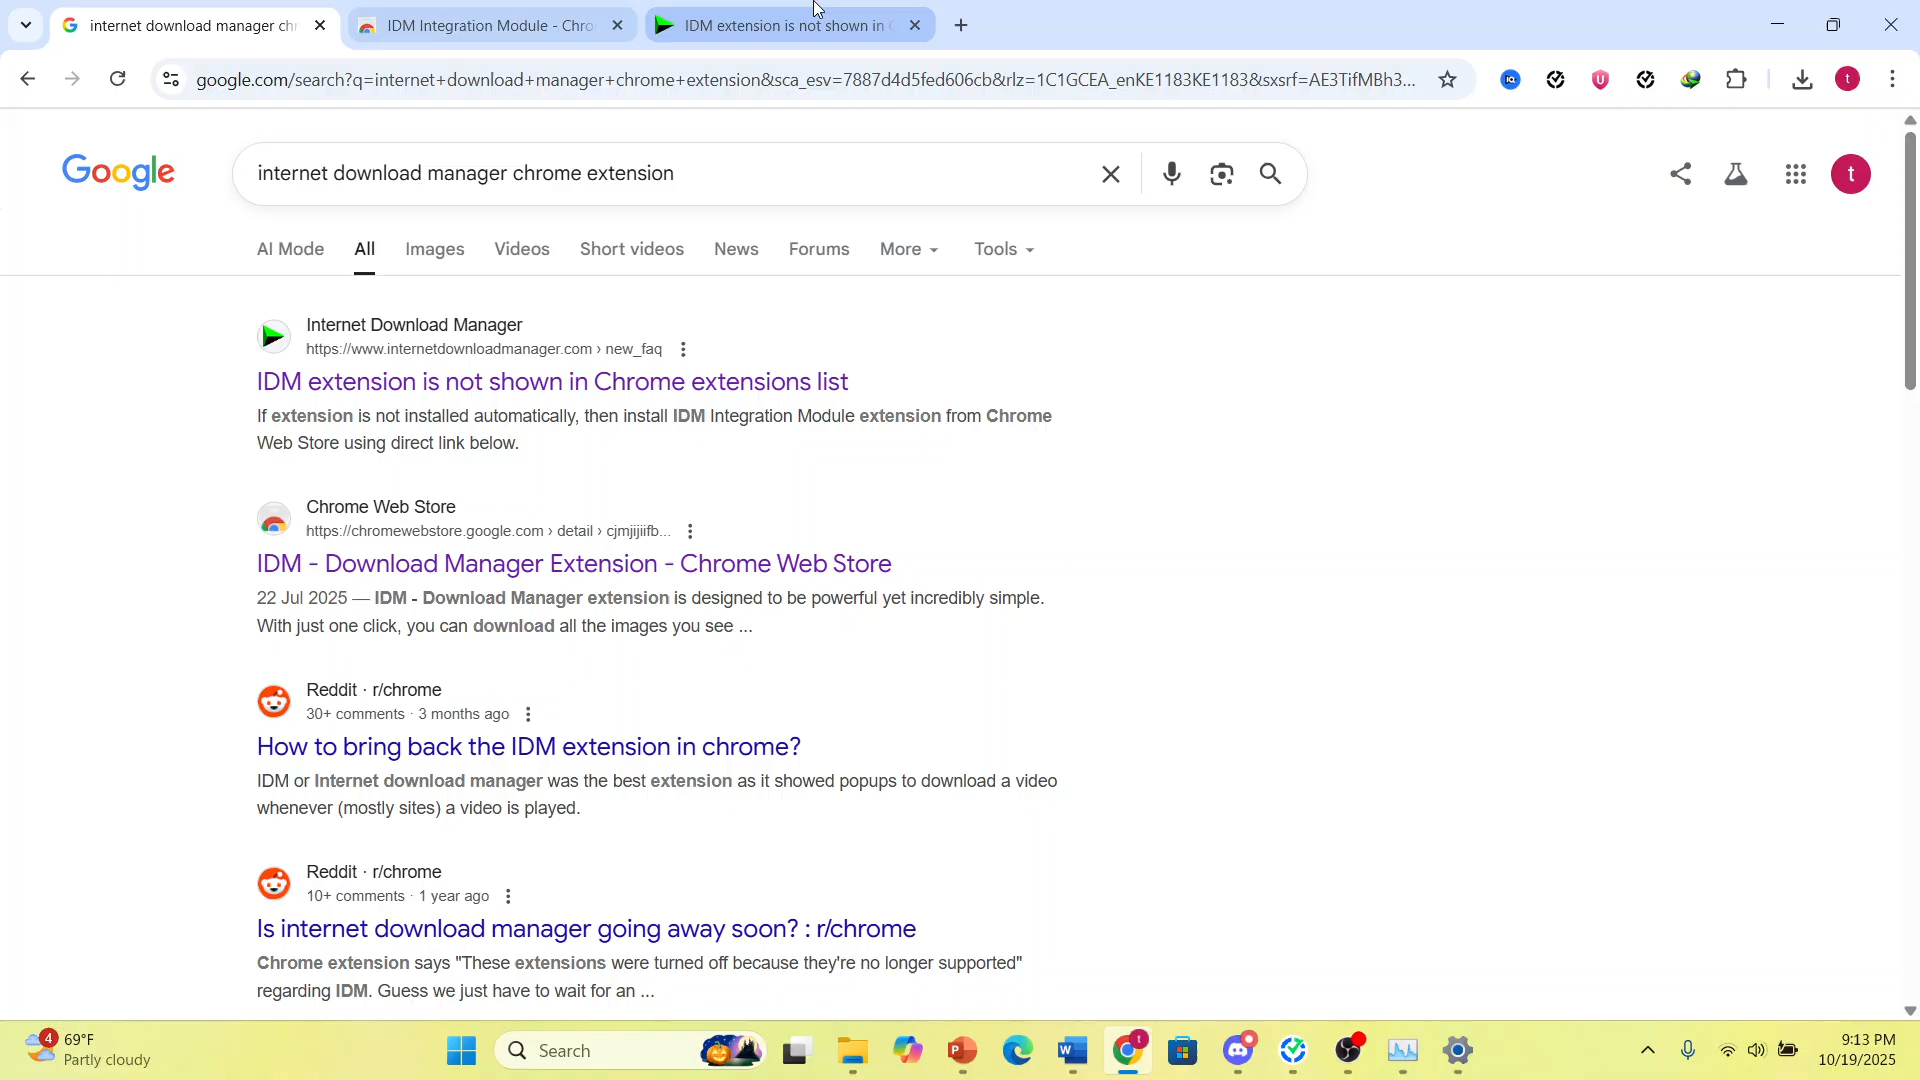 internet download manager chr
IDM Integration Module - Chro
IDM extension is not shown in C
google.com/search?q=internet+download+manager+chrome+extension&sca_esv=7887d4d5fed606cb&rlz=1C1GCEA_enKE1183KE1183&sxsrf=AE3TifMBh3...
t
Google
internet download manager chrome extension
t
AI Mode
All
Images
Videos
Short videos
News
Forums
More
Tools
Internet Download Manager
https://www.internetdownloadmanager.com › new_faq
IDM extension is not shown in Chrome extensions list
If extension is not installed automatically, then install IDM Integration Module extension from Chrome
Web Store using direct link below.
Chrome Web Store
https://chromewebstore.google.com › detail › cjmjijiifb...
IDM - Download Manager Extension - Chrome Web Store
22 Jul 2025 — IDM - Download Manager extension is designed to be powerful yet incredibly simple.
With just one click, you can download all the images you see ...
Reddit · r/chrome
30+ comments · 3 months ago
How to bring back the IDM extension in chrome?
IDM or Internet download manager was the best extension as it showed popups to download a video
whenever (mostly sites) a video is played.
Reddit · r/chrome
10+ comments · 1 year ago
Is internet download manager going away soon? : r/chrome
Chrome extension says "These extensions were turned off because they're no longer supported"
regarding IDM. Guess we just have to wait for an ...
4
69°F
Partly cloudy
Search
9:13 PM
10/19/2025